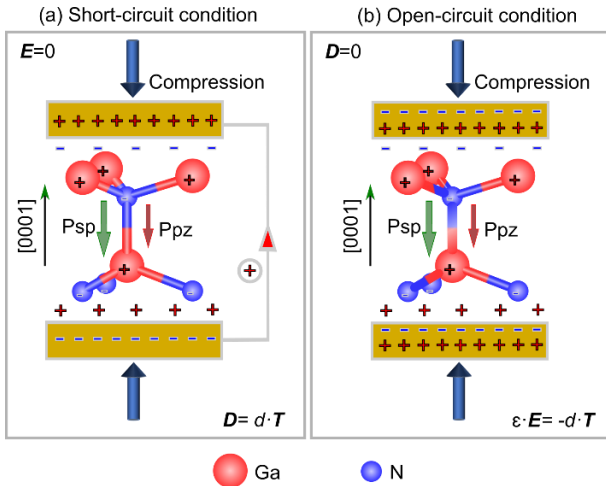 (a) Short-circuit condition
(b) Open-circuit condition
E=0
Compression
+ + + + + + + + +
- - - - -
+ +
+
-
[0001]
Psp
Ppz
+
+
- - -
+ + + + +
- - - - - - - - -
D= d·T
D=0
Compression
- - - - - - - -
+ + + + + + + + +
- - - - -
+ +
+
-
[0001]
Psp
Ppz
+
- - -
+ + + + +
- - - - - - - -
+ + + + + + + + +
ε·E= -d·T
Ga
N